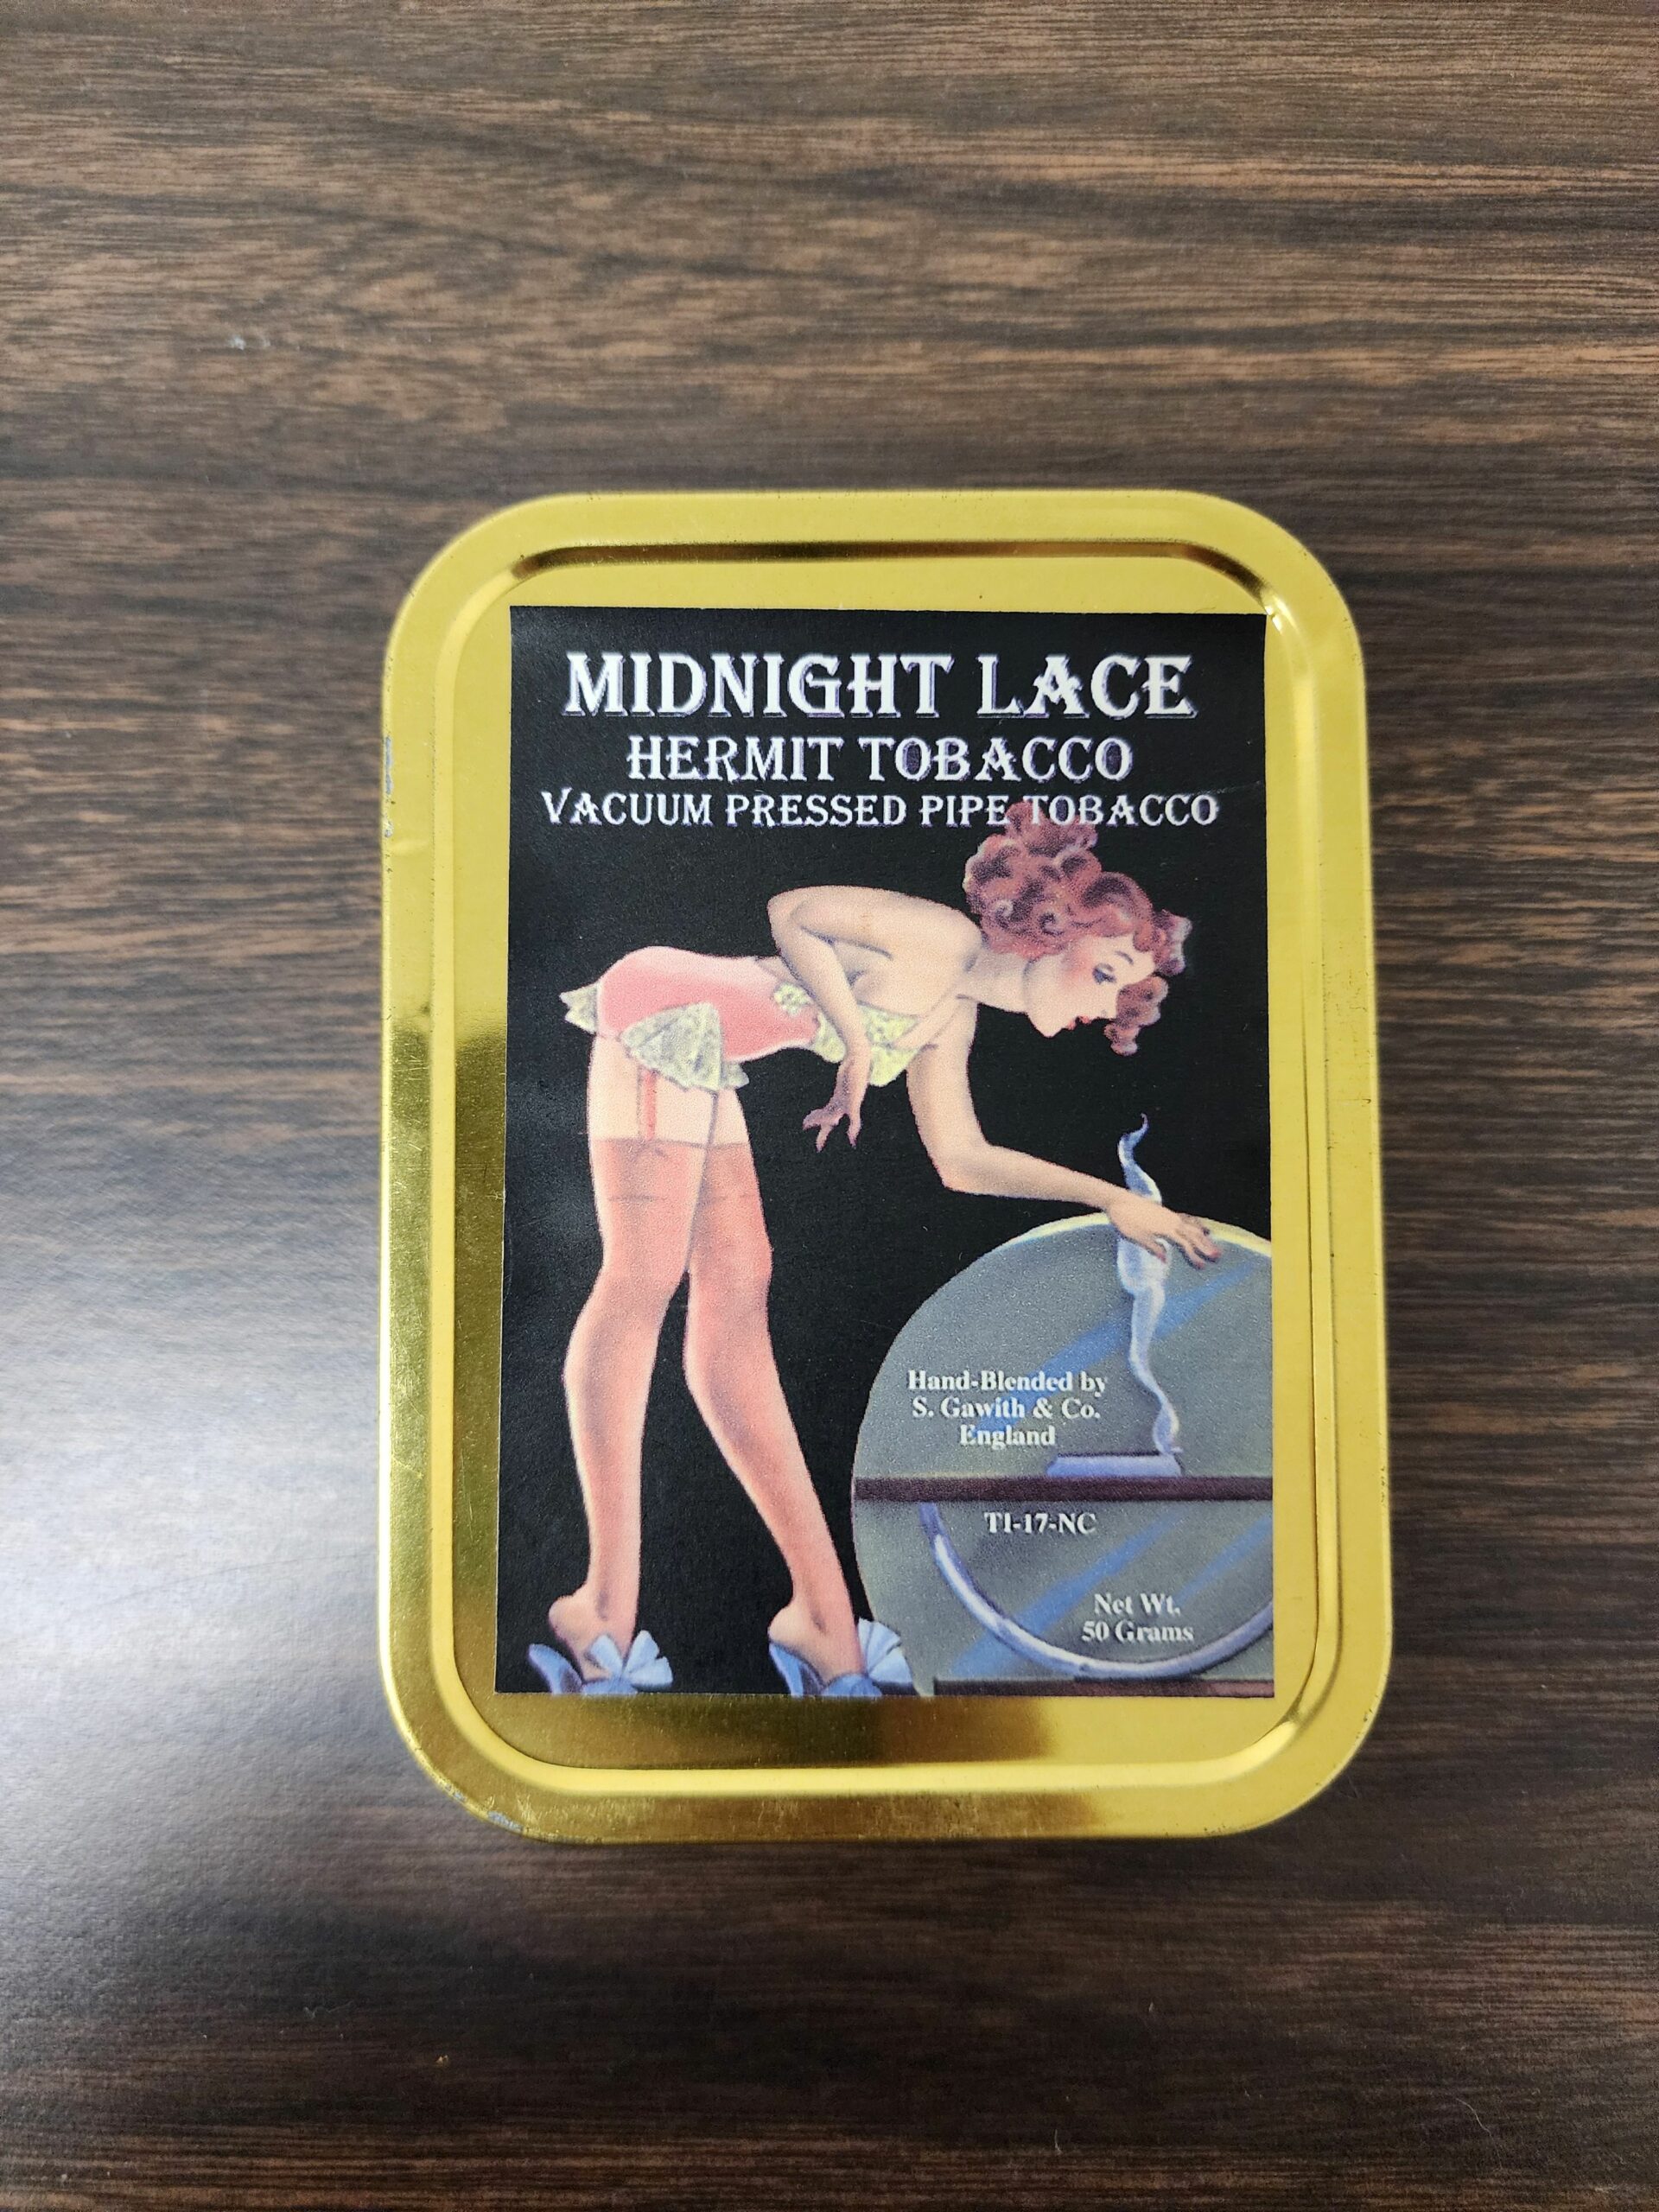 MIDNIGHT LACE
HERMIT TOBACCO
VACUUM PRESSED PIPE TOBACCO
Hand-Blended by
S. Gawith & Co.
England
TI-17-NC
Net Wt.
50 Grams